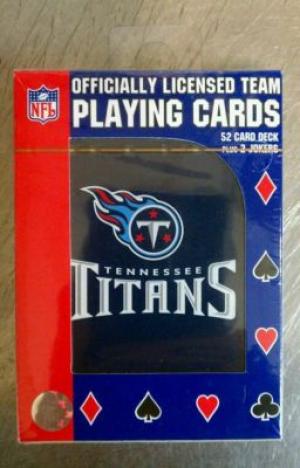 NFL
OFFICIALLY LICENSED TEAM
PLAYING CARDS
52 CARD DECK
PLUS 2 JOKERS
T
TENNESSEE
TITANS